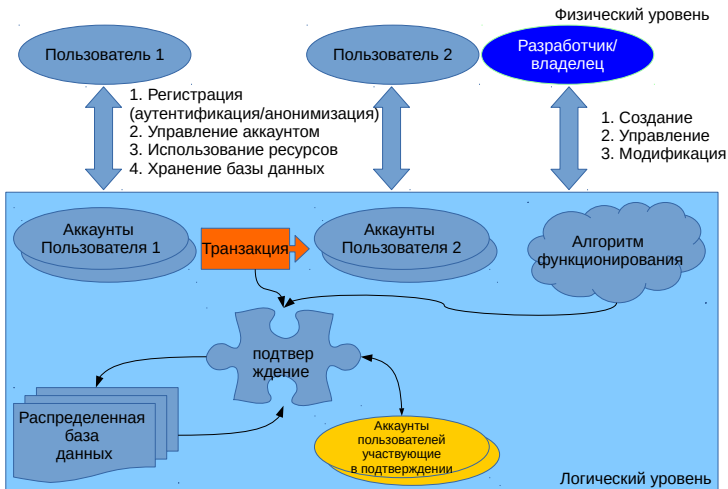 Физический уровень
Пользователь 1
Пользователь 2
Разработчик/
владелец
1. Регистрация
(аутентификация/анонимизация)
2. Управление аккаунтом
3. Использование ресурсов
4. Хранение базы данных
1. Создание
2. Управление
3. Модификация
Аккаунты
Пользователя 1
Транзакция
Аккаунты
Пользователя 2
Алгоритм
функционирования
подтвер
ждение
Распределенная
база
данных
Аккаунты
пользователей
участвующие
в подтверждении
Логический уровень